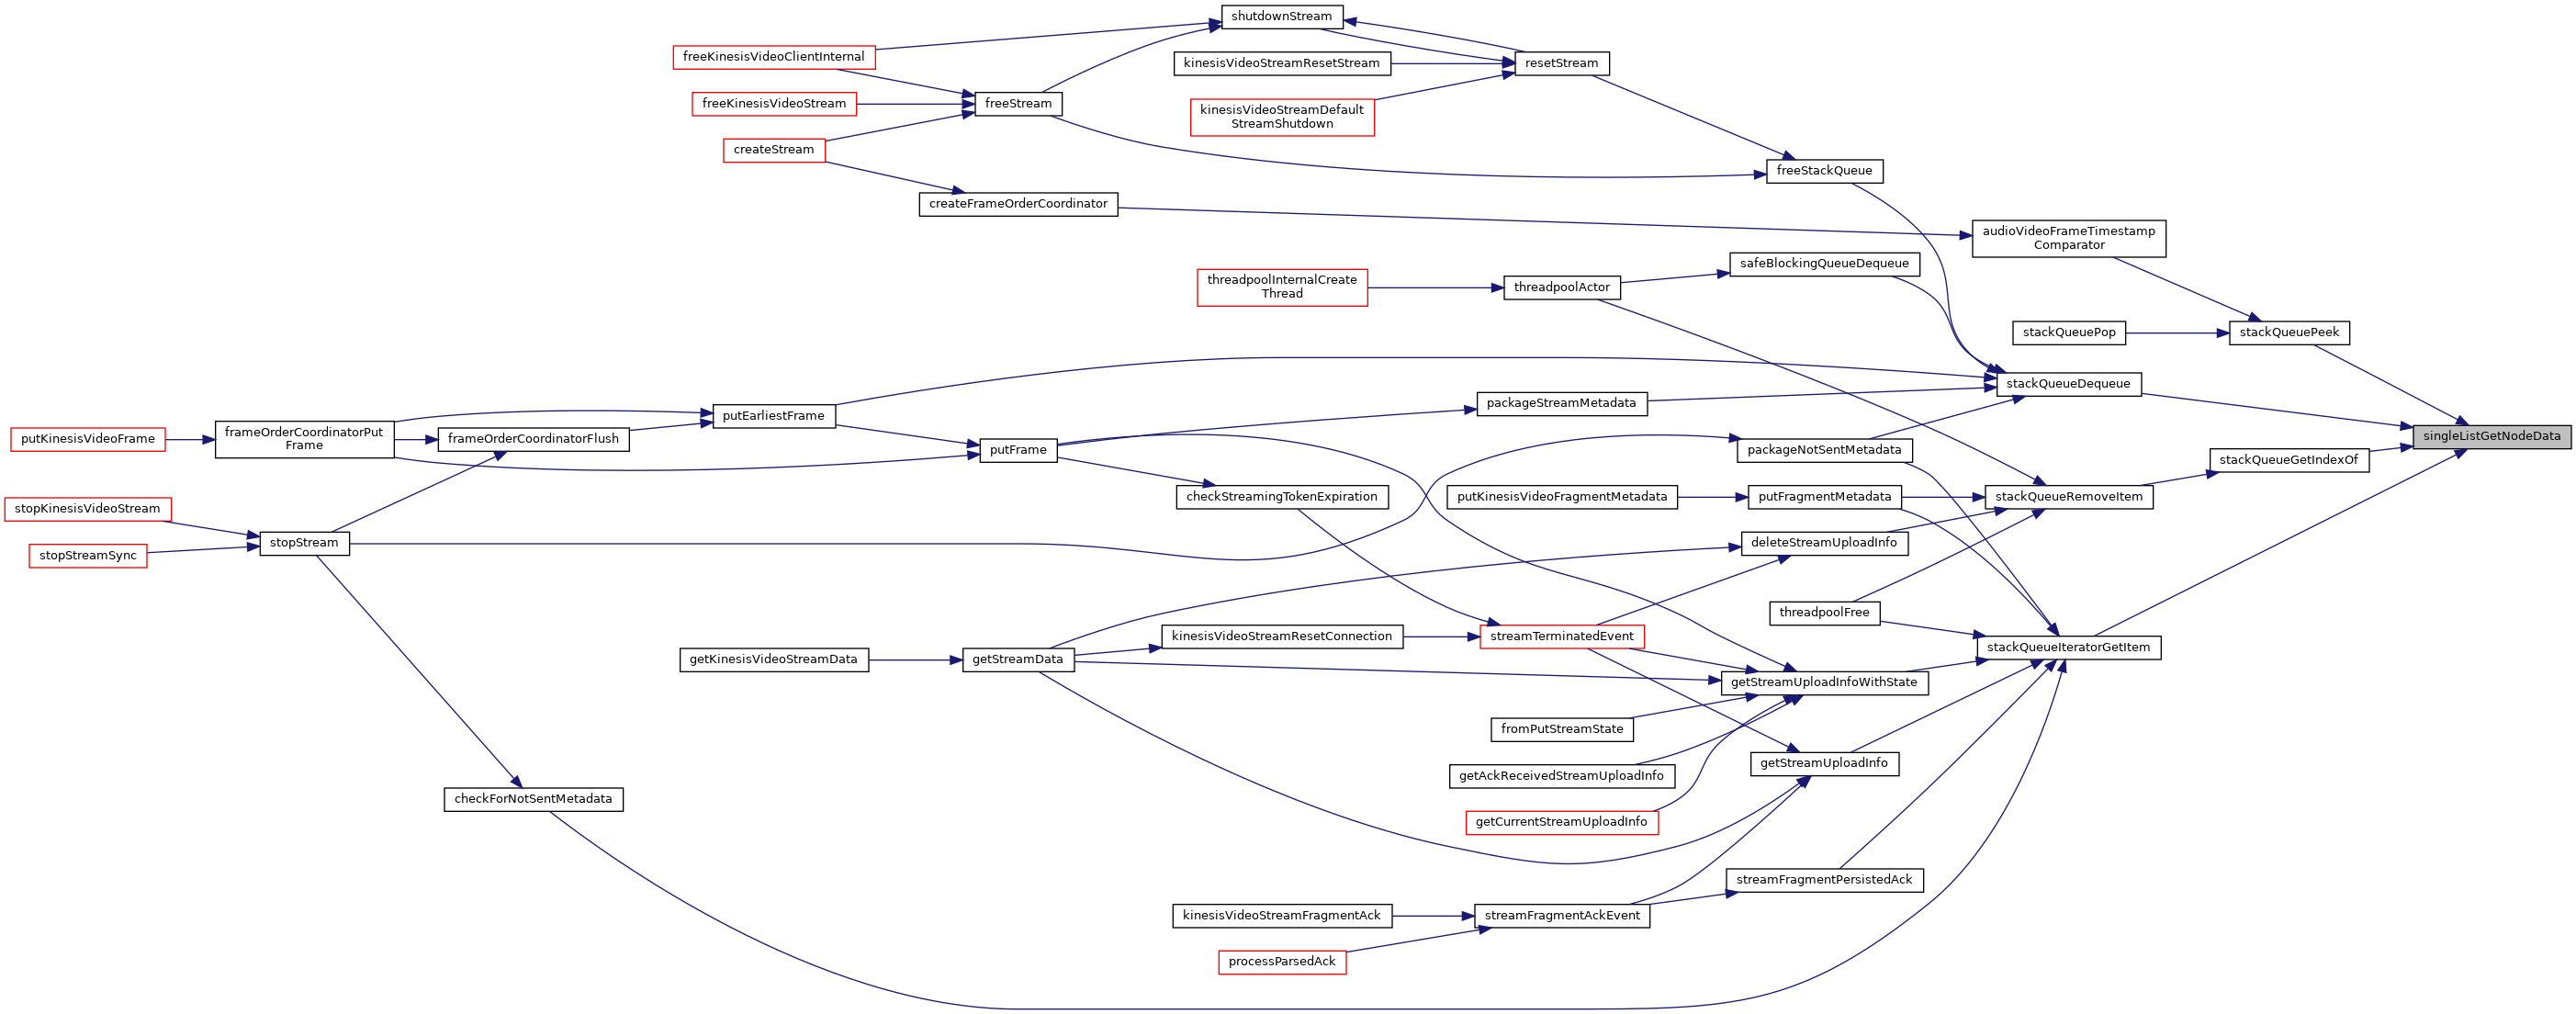 shutdownStream
freeKinesisVideoClientInternal
kinesisVideoStreamResetStream
resetStream
freeKinesisVideoStream
freeStream
kinesisVideoStreamDefault
StreamShutdown
createStream
freeStackQueue
createFrameOrderCoordinator
audioVideoFrameTimestamp
Comparator
safeBlockingQueueDequeue
threadpoolInternalCreate
Thread
threadpoolActor
stackQueuePop
stackQueuePeek
stackQueueDequeue
packageStreamMetadata
putEarliestFrame
putKinesisVideoFrame
frameOrderCoordinatorPut
Frame
frameOrderCoordinatorFlush
putFrame
packageNotSentMetadata
singleListGetNodeData
stackQueueGetIndexOf
checkStreamingTokenExpiration
putKinesisVideoFragmentMetadata
putFragmentMetadata
stackQueueRemoveItem
stopKinesisVideoStream
stopStreamSync
stopStream
deleteStreamUploadInfo
threadpoolFree
kinesisVideoStreamResetConnection
streamTerminatedEvent
stackQueueIteratorGetItem
getKinesisVideoStreamData
getStreamData
getStreamUploadInfoWithState
fromPutStreamState
getAckReceivedStreamUploadInfo
getStreamUploadInfo
checkForNotSentMetadata
getCurrentStreamUploadInfo
streamFragmentPersistedAck
kinesisVideoStreamFragmentAck
streamFragmentAckEvent
processParsedAck